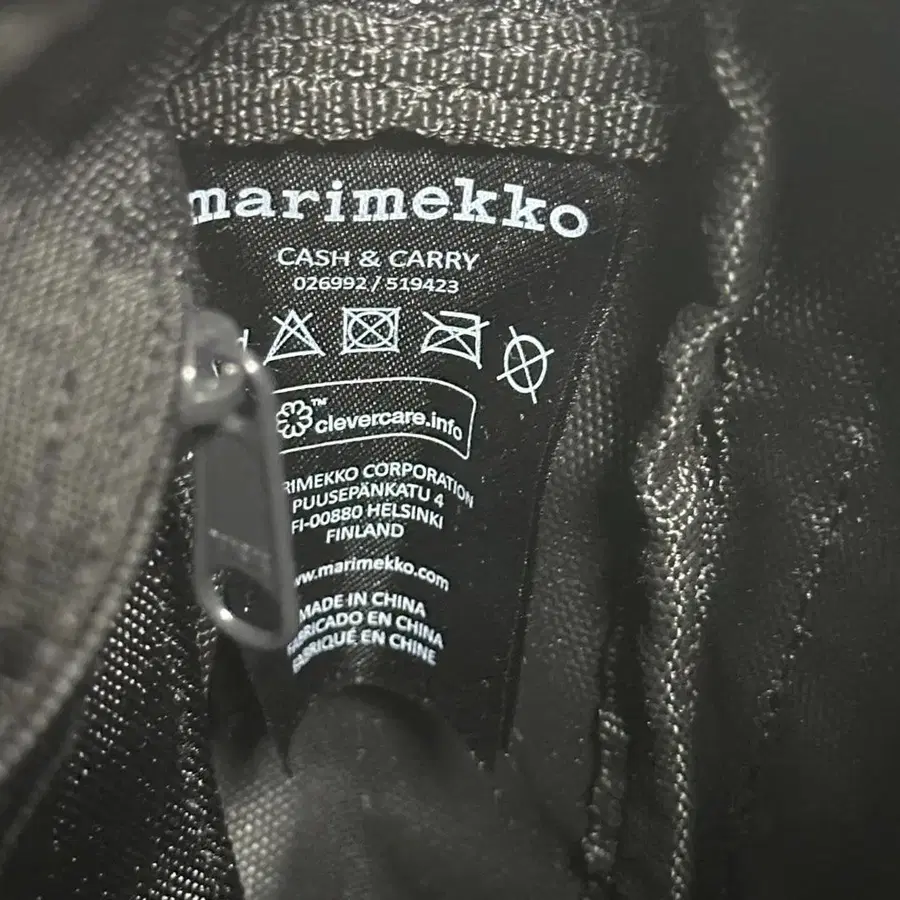 marimekko
CASH & CARRY
026992 / 519423
™
clevercare.info
CORPORATION
PUUSEPÄNKATU 4
FI-00880 HELSINKI
FINLAND
www.marimekko.com
MADE IN CHINA
FABRICADO EN CHINA
FABRIQUÉ EN CHINE